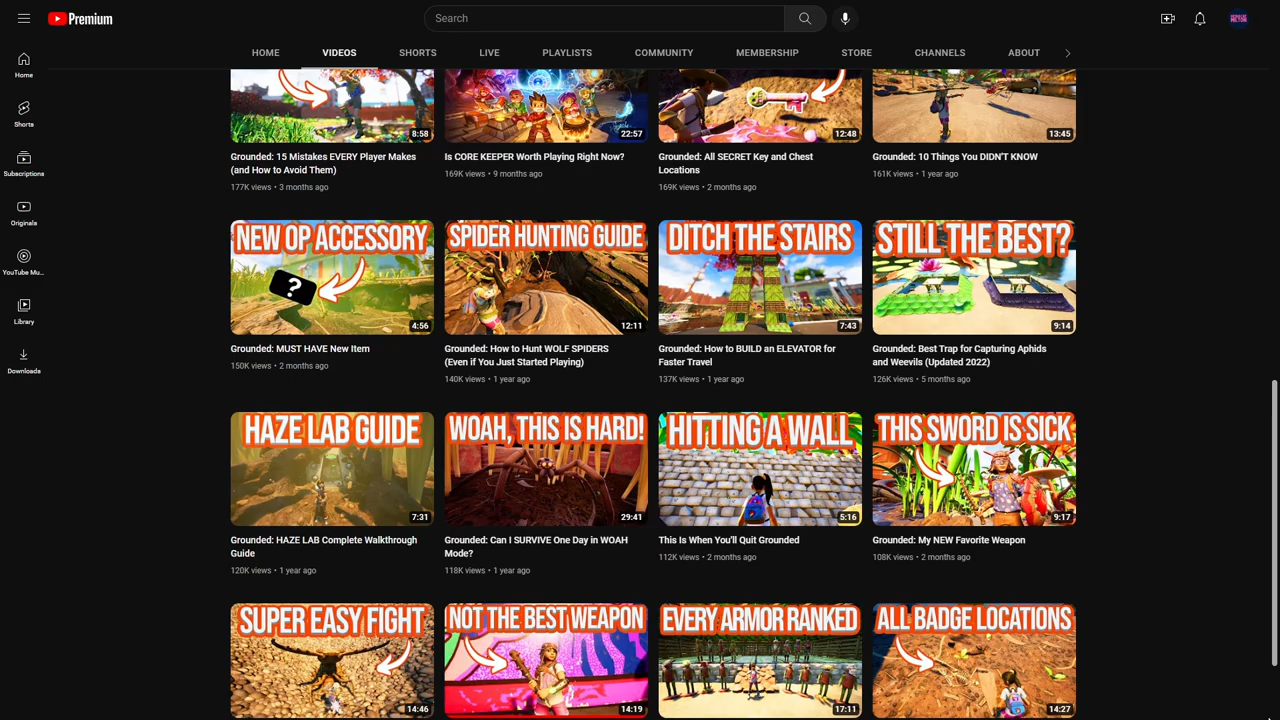 Premium
Search
HOME
VIDEOS
SHORTS
LIVE
PLAYLISTS
COMMUNITY
MEMBERSHIP
STORE
CHANNELS
ABOUT
Home
Shorts
Subscriptions
Originals
YouTube Mu...
Library
Downloads
8:58
22:57
12:48
13:45
Grounded: 15 Mistakes EVERY Player Makes
(and How to Avoid Them)
177K views • 3 months ago
Is CORE KEEPER Worth Playing Right Now?
169K views • 9 months ago
Grounded: All SECRET Key and Chest
Locations
169K views • 2 months ago
Grounded: 10 Things You DIDN'T KNOW
161K views • 1 year ago
NEW OP ACCESSORY
?
4:56
SPIDER HUNTING GUIDE
12:11
DITCH THE STAIRS
7:43
STILL THE BEST?
9:14
Grounded: MUST HAVE New Item
150K views • 2 months ago
Grounded: How to Hunt WOLF SPIDERS
(Even if You Just Started Playing)
140K views • 1 year ago
Grounded: How to BUILD an ELEVATOR for
Faster Travel
137K views • 1 year ago
Grounded: Best Trap for Capturing Aphids
and Weevils (Updated 2022)
126K views • 5 months ago
HAZE LAB GUIDE
7:31
WOAH, THIS IS HARD!
29:41
HITTING A WALL
5:16
THIS SWORD IS SICK
9:17
Grounded: HAZE LAB Complete Walkthrough
Guide
120K views • 1 year ago
Grounded: Can I SURVIVE One Day in WOAH
Mode?
118K views • 1 year ago
This Is When You'll Quit Grounded
112K views • 2 months ago
Grounded: My NEW Favorite Weapon
108K views • 2 months ago
SUPER EASY FIGHT
14:46
NOT THE BEST WEAPON
14:19
EVERY ARMOR RANKED
17:11
ALL BADGE LOCATIONS
14:27